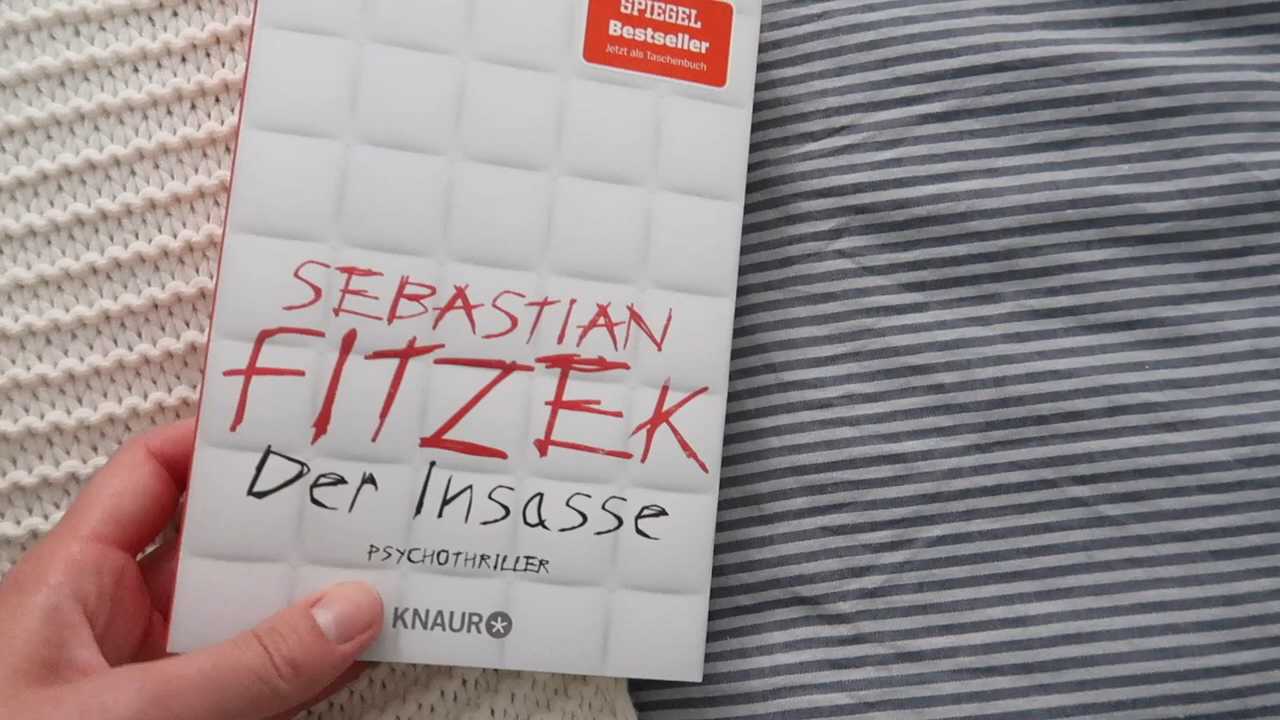 SPIEGEL
Bestseller
Jetzt als Taschenbuch
SEBASTIAN
FITZEK
Der Insasse
PSYCHOTHRILLER
KNAUR